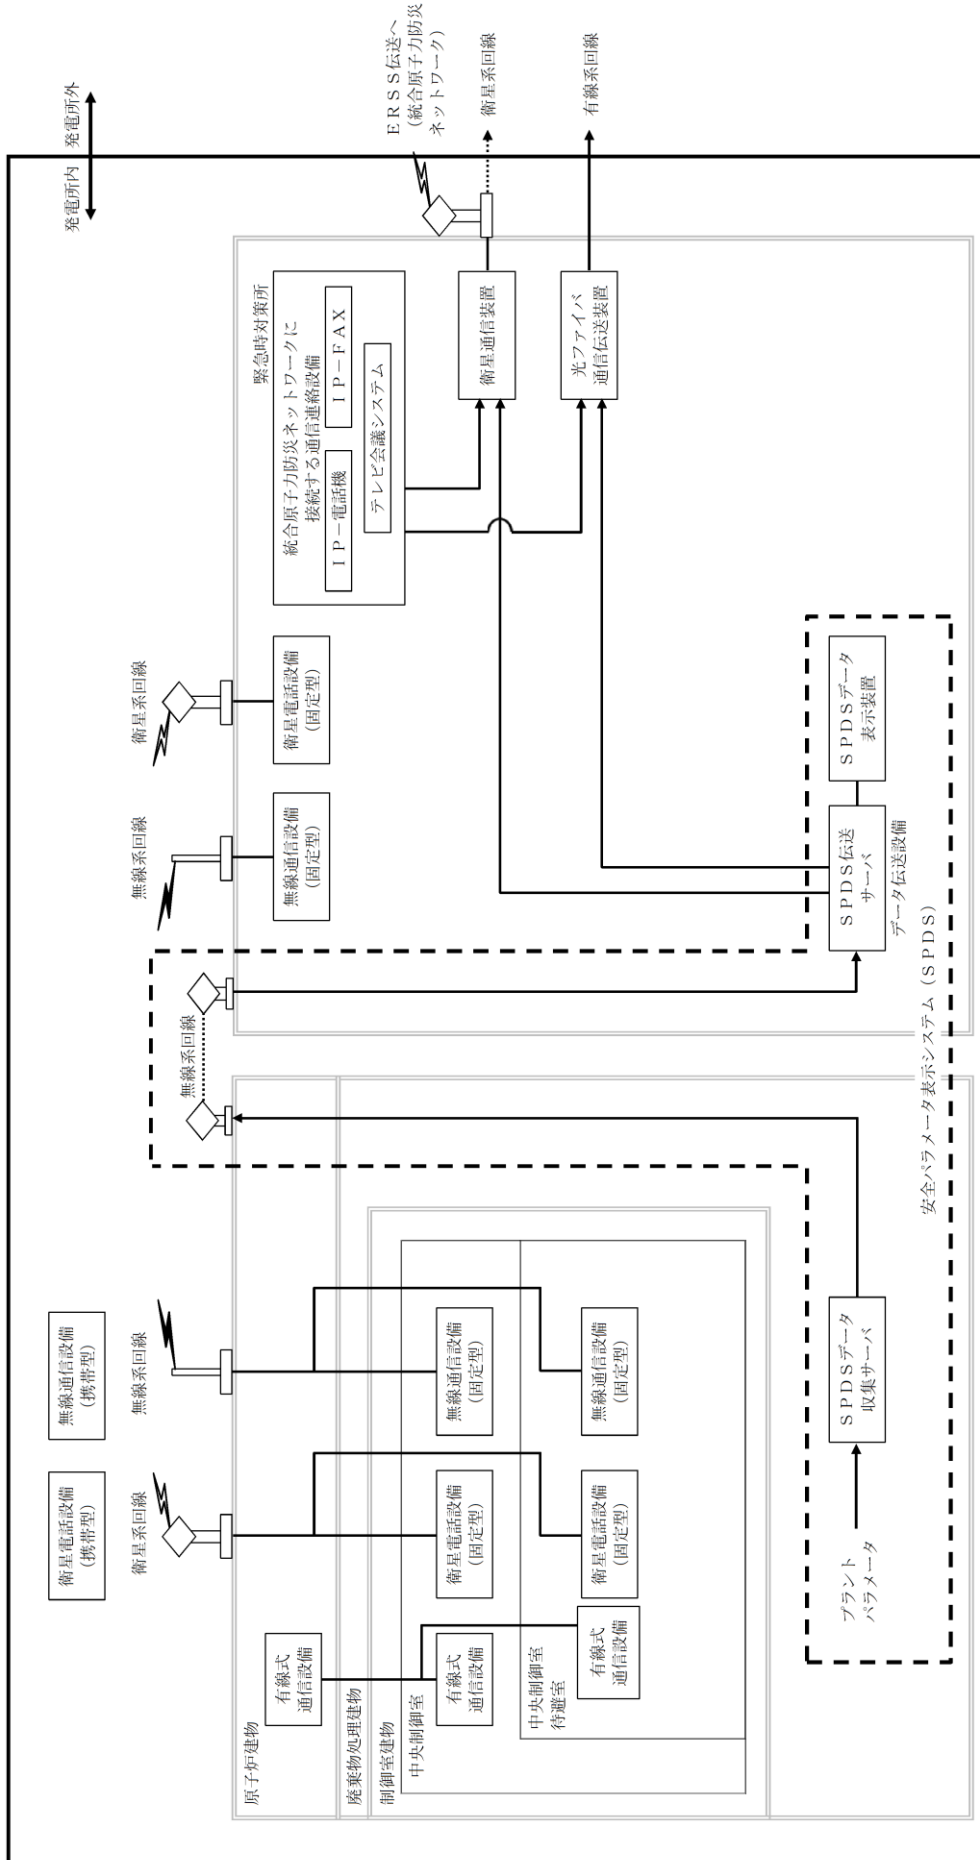 衛星電話設備
（携帯型）
無線通信設備
（携帯型）
発電所内
発電所外
衛星系回線
無線系回線
無線系回線
無線系回線
衛星系回線
ERSS伝送へ
（統合原子力防災
ネットワーク）
衛星系回線
有線系回線
原子炉建物
有線式
通信設備
廃棄物処理建物
制御室建物
中央制御室
有線式
通信設備
衛星電話設備
（固定型）
無線通信設備
（固定型）
中央制御室
待避室
有線式
通信設備
衛星電話設備
（固定型）
無線通信設備
（固定型）
プラント
パラメータ
SPDSデータ
収集サーバ
無線通信設備
（固定型）
衛星電話設備
（固定型）
緊急時対策所
統合原子力防災ネットワークに
接続する通信連絡設備
IP－電話機
IP－FAX
テレビ会議システム
衛星通信装置
光ファイバ
通信伝送装置
SPDS伝送
サーバ
データ伝送設備
SPDSデータ
表示装置
安全パラメータ表示システム（SPDS）